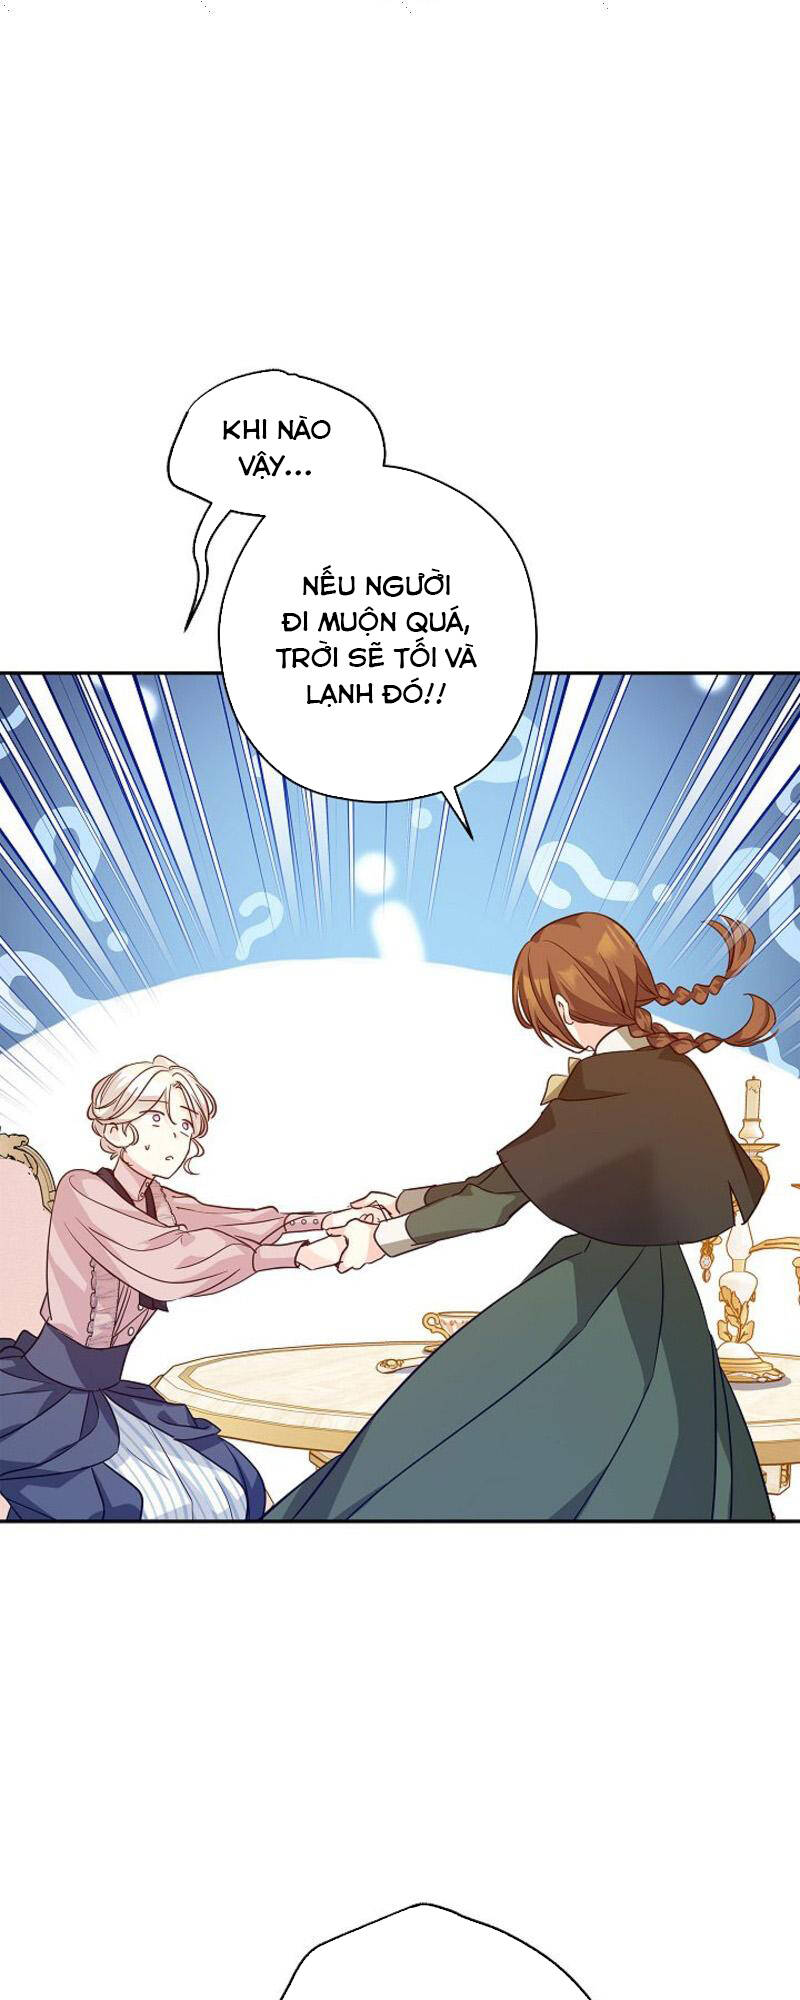 KHI NÀO
VẬY...
NẾU NGƯỜI
ĐI MUỘN QUÁ,
TRỜI SẼ TỐI VÀ
LẠNH ĐÓ!!